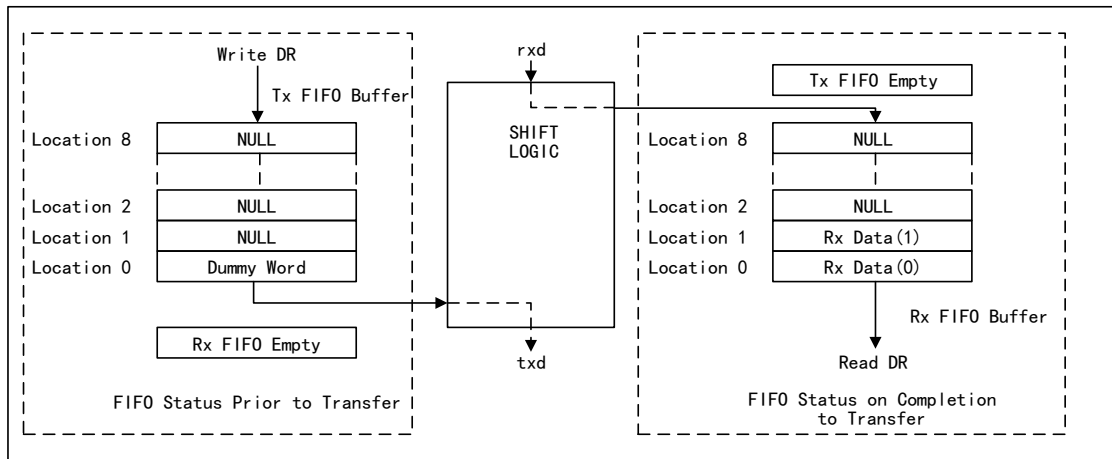 Write DR
Tx FIFO Buffer
Location 8
NULL
Location 2
NULL
Location 1
NULL
Location 0
Dummy Word
Rx FIFO Empty
FIFO Status Prior to Transfer
rxd
SHIFT
LOGIC
txd
Tx FIFO Empty
Location 8
NULL
Location 2
NULL
Location 1
Rx Data(1)
Location 0
Rx Data(0)
Rx FIFO Buffer
Read DR
FIFO Status on Completion
to Transfer